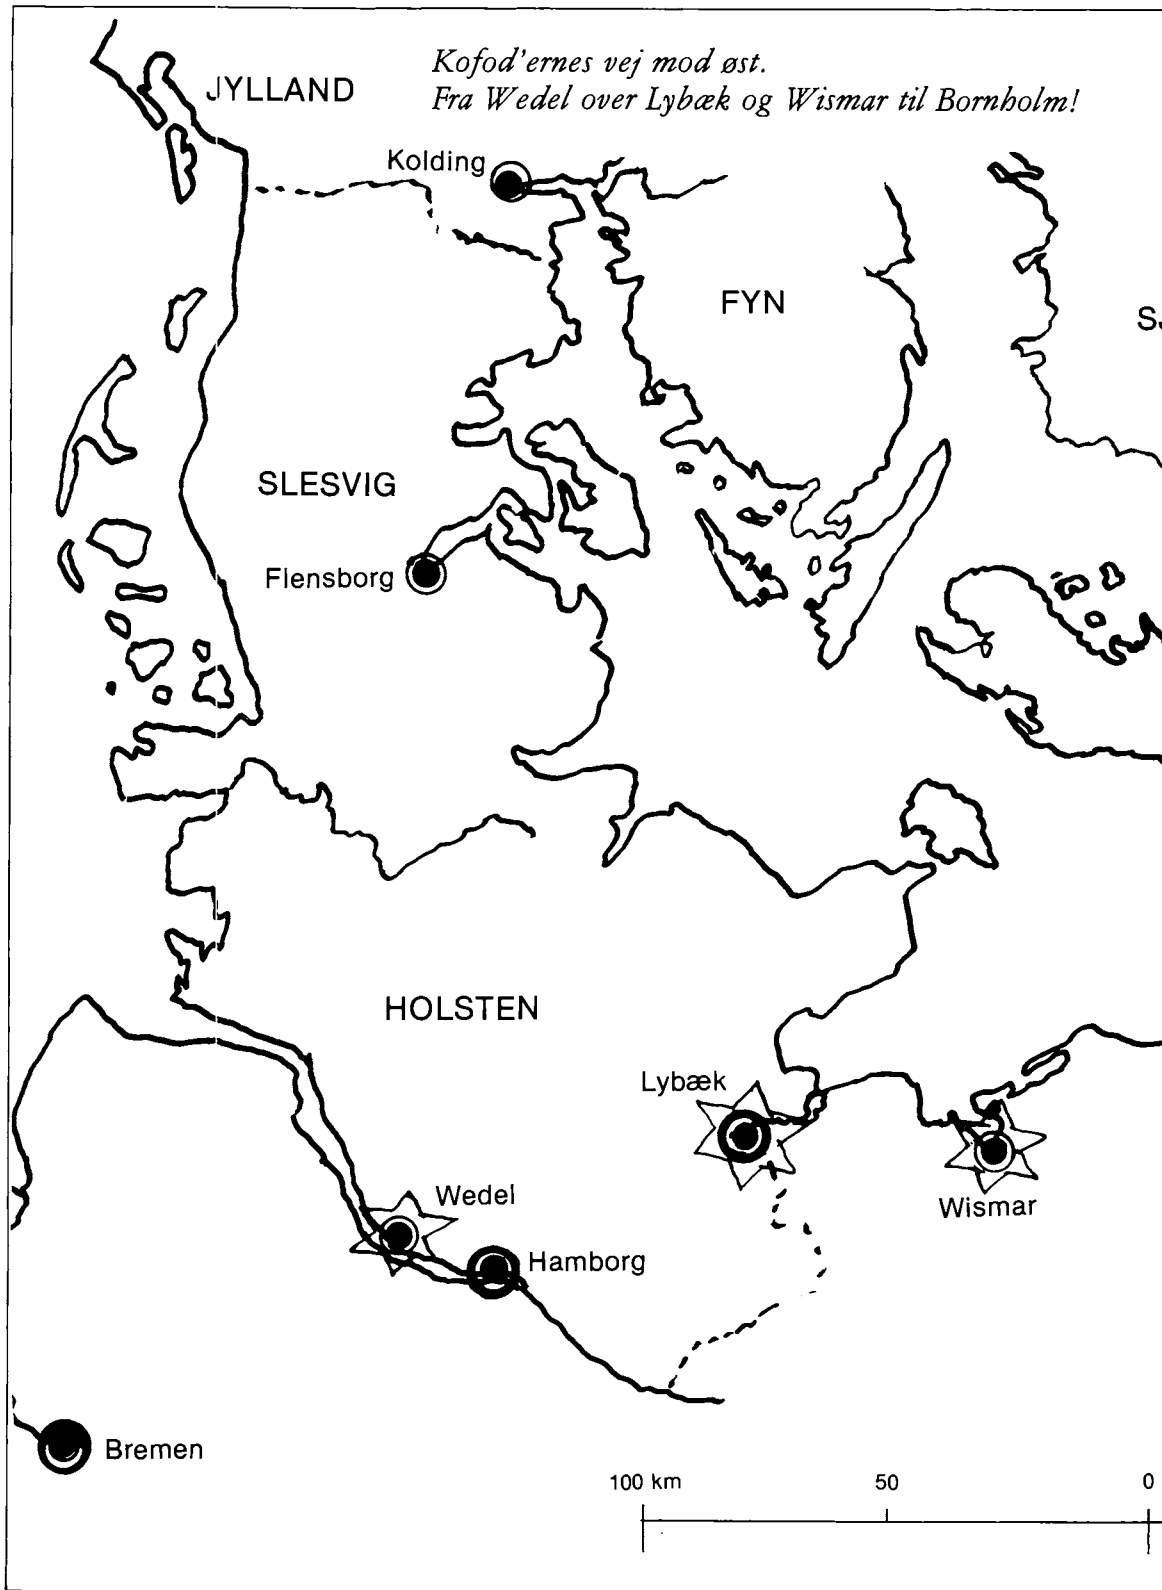 Kofod'ernes vej mod øst.
Fra Wedel over Lybæk og Wismar til Bornholm!
JYLLAND
Kolding
FYN
SJ
SLESVIG
Flensborg
HOLSTEN
Lybæk
Wedel
Wismar
Hamborg
Bremen
100 km 50 0